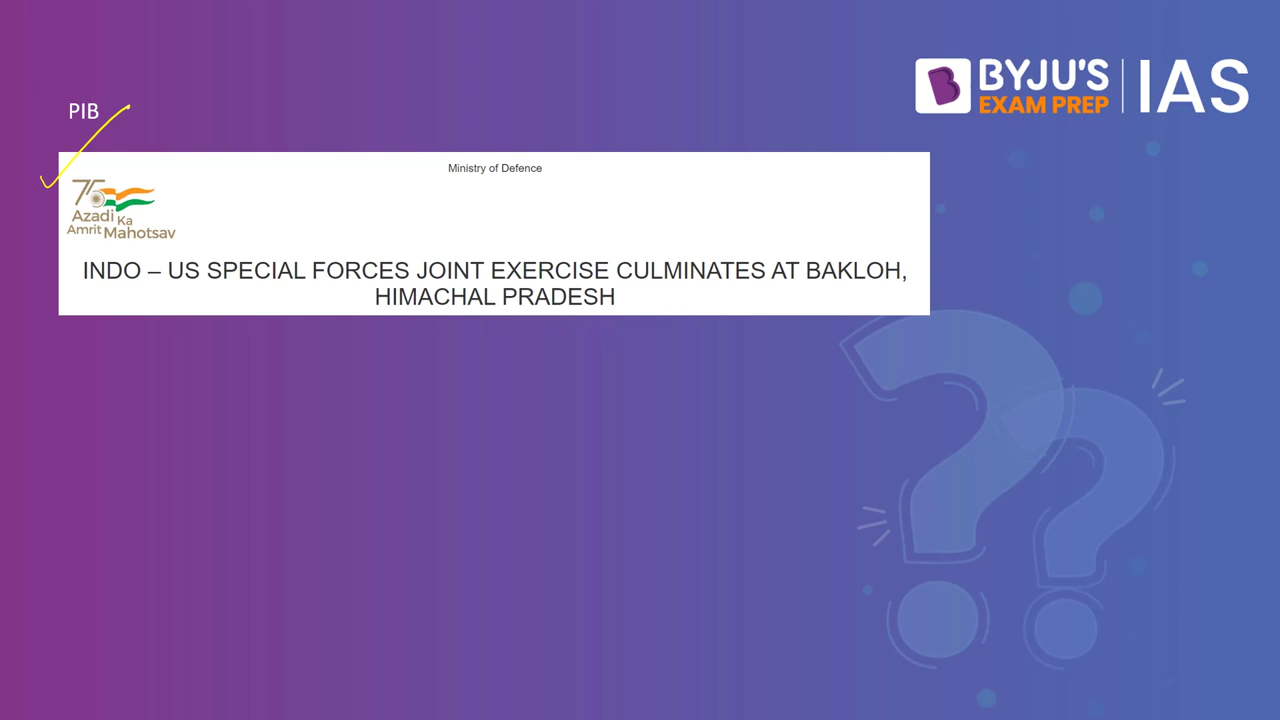 BYJU'S
EXAM PREP
IAS
PIB
Ministry of Defence
75
Azadi Ka
Amrit Mahotsav
INDO – US SPECIAL FORCES JOINT EXERCISE CULMINATES AT BAKLOH,
HIMACHAL PRADESH